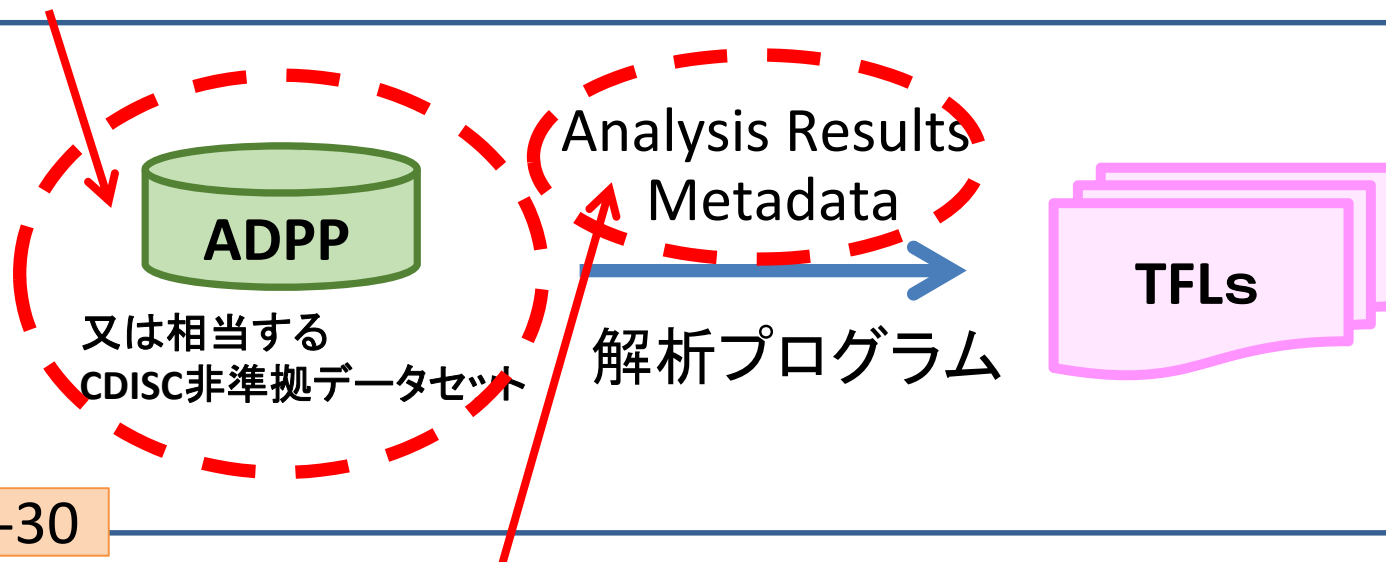 Analysis Results
Metadata
ADPP
又は相当する
CDISC非準拠データセット
解析プログラム
TFLs
-30